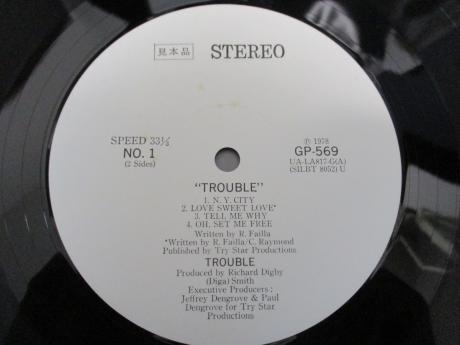 見本品 STEREO
SPEED 33⅓
NO. 1
(2 Sides)
Ⓟ 1978
GP-569
UA-LA817-G(A)
(SILBT 8052) U
"TROUBLE"
1. N. Y. CITY
2. LOVE SWEET LOVE*
3. TELL ME WHY
4. OH, SET ME FREE
Written by R. Failla
*Written by R. Failla/C. Raymond
Published by Try Star Productions.
TROUBLE
Produced by Richard Digby
(Diga) Smith
Executive Producers :
Jeffrey Dengrove & Paul
Dengrove for Try Star
Productions